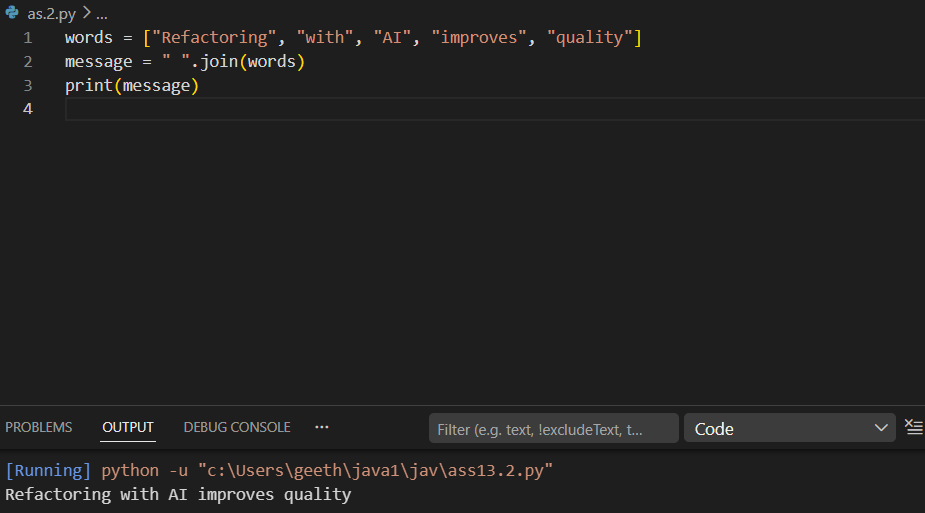 as.2.py > ...
1 words = ["Refactoring", "with", "AI", "improves", "quality"]
2 message = " ".join(words)
3 print(message)
4
PROBLEMS OUTPUT DEBUG CONSOLE ... Filter (e.g. text, !excludeText, t... Code
[Running] python -u "c:\Users\geeth\java1\jav\ass13.2.py"
Refactoring with AI improves quality